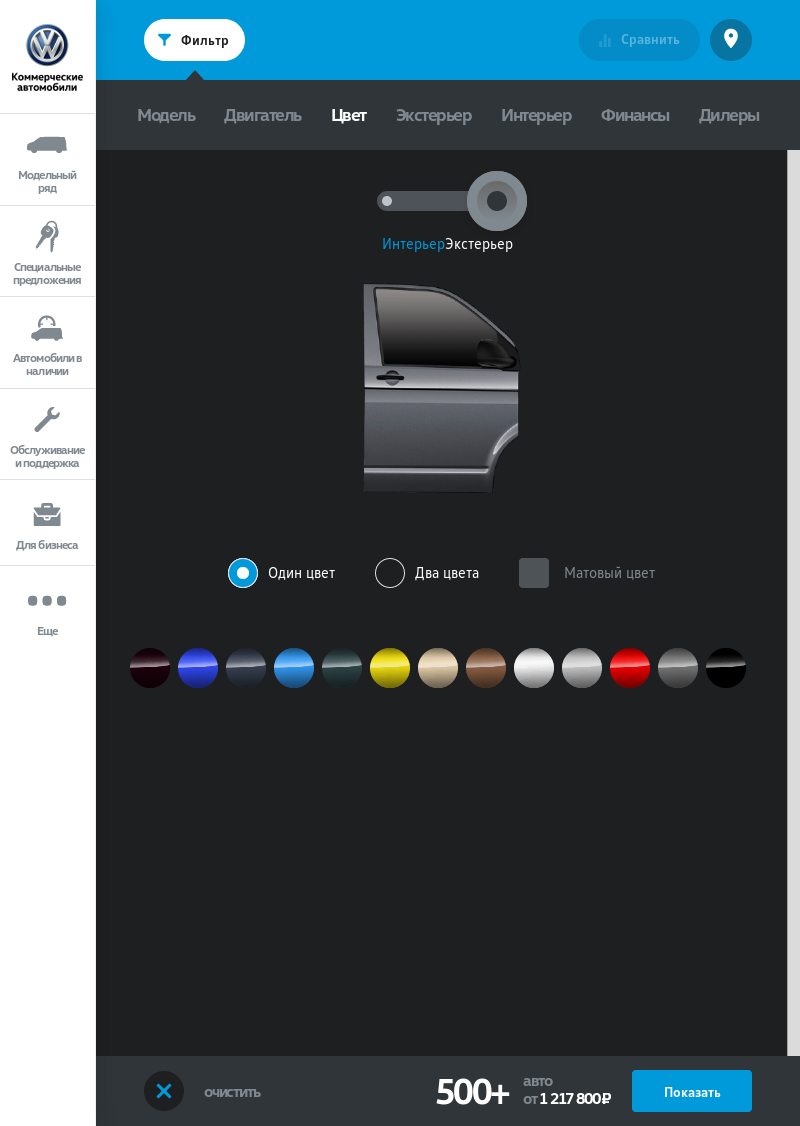 Коммерческие
автомобили
Модельный
ряд
Специальные
предложения
Автомобили в
наличии
Обслуживание
и поддержка
Для бизнеса
Еще
Фильтр
Сравнить
Модель Двигатель Цвет Экстерьер Интерьер Финансы Дилеры
ИнтерьерЭкстерьер
Один цвет Два цвета Матовый цвет
очистить
500+
авто
от 1 217 800 ₽
Показать